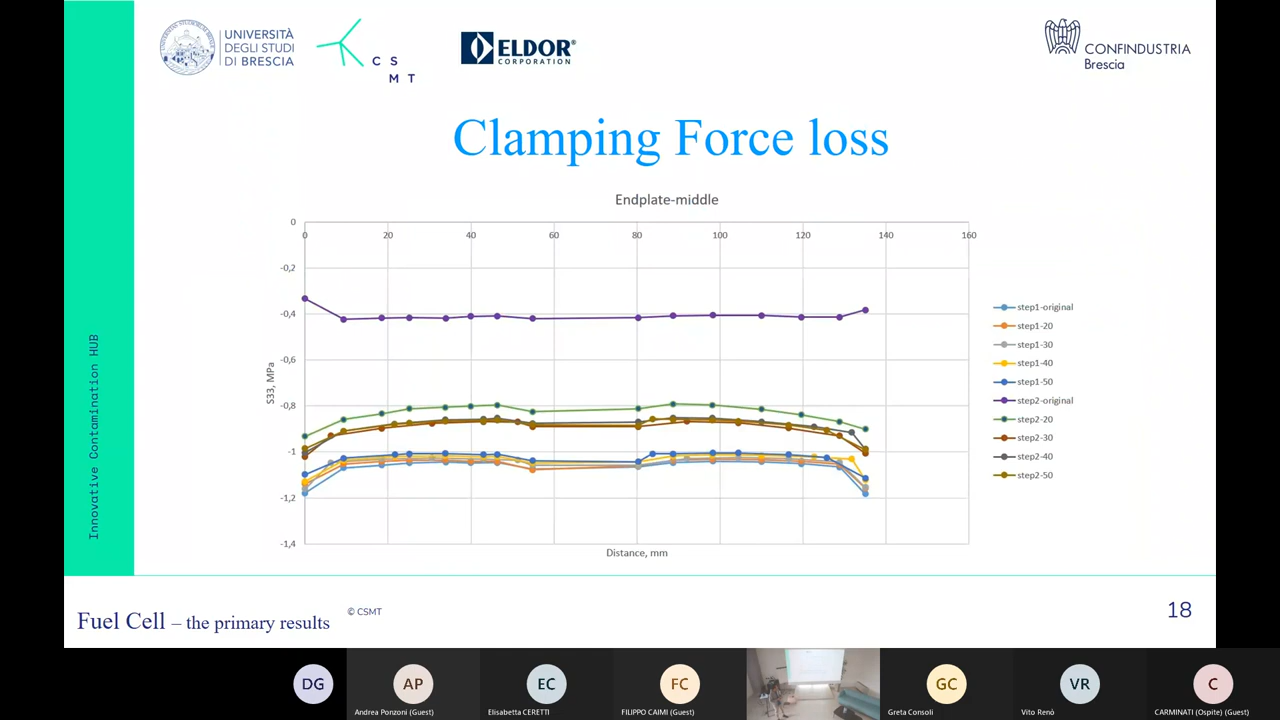 UNIVERSITÀ
DEGLI STUDI
DI BRESCIA
C S
M T
ELDOR®
CORPORATION
CONFINDUSTRIA
Brescia
Clamping Force loss
Endplate-middle
0
0 20 40 60 80 100 120 140 160
-0,2
-0,4
-0,6
-0,8
-1
-1,2
-1,4
S33, MPa
Distance, mm
step1-original
step1-20
step1-30
step1-40
step1-50
step2-original
step2-20
step2-30
step2-40
step2-50
Innovative Contamination HUB
Fuel Cell – the primary results
© CSMT
18
DG
AP
EC
FC
GC
VR
C
Andrea Ponzoni (Guest)
Elisabetta CERETTI
FILIPPO CAIMI (Guest)
Greta Consoli
Vito Renò
CARMINATI (Ospite) (Guest)